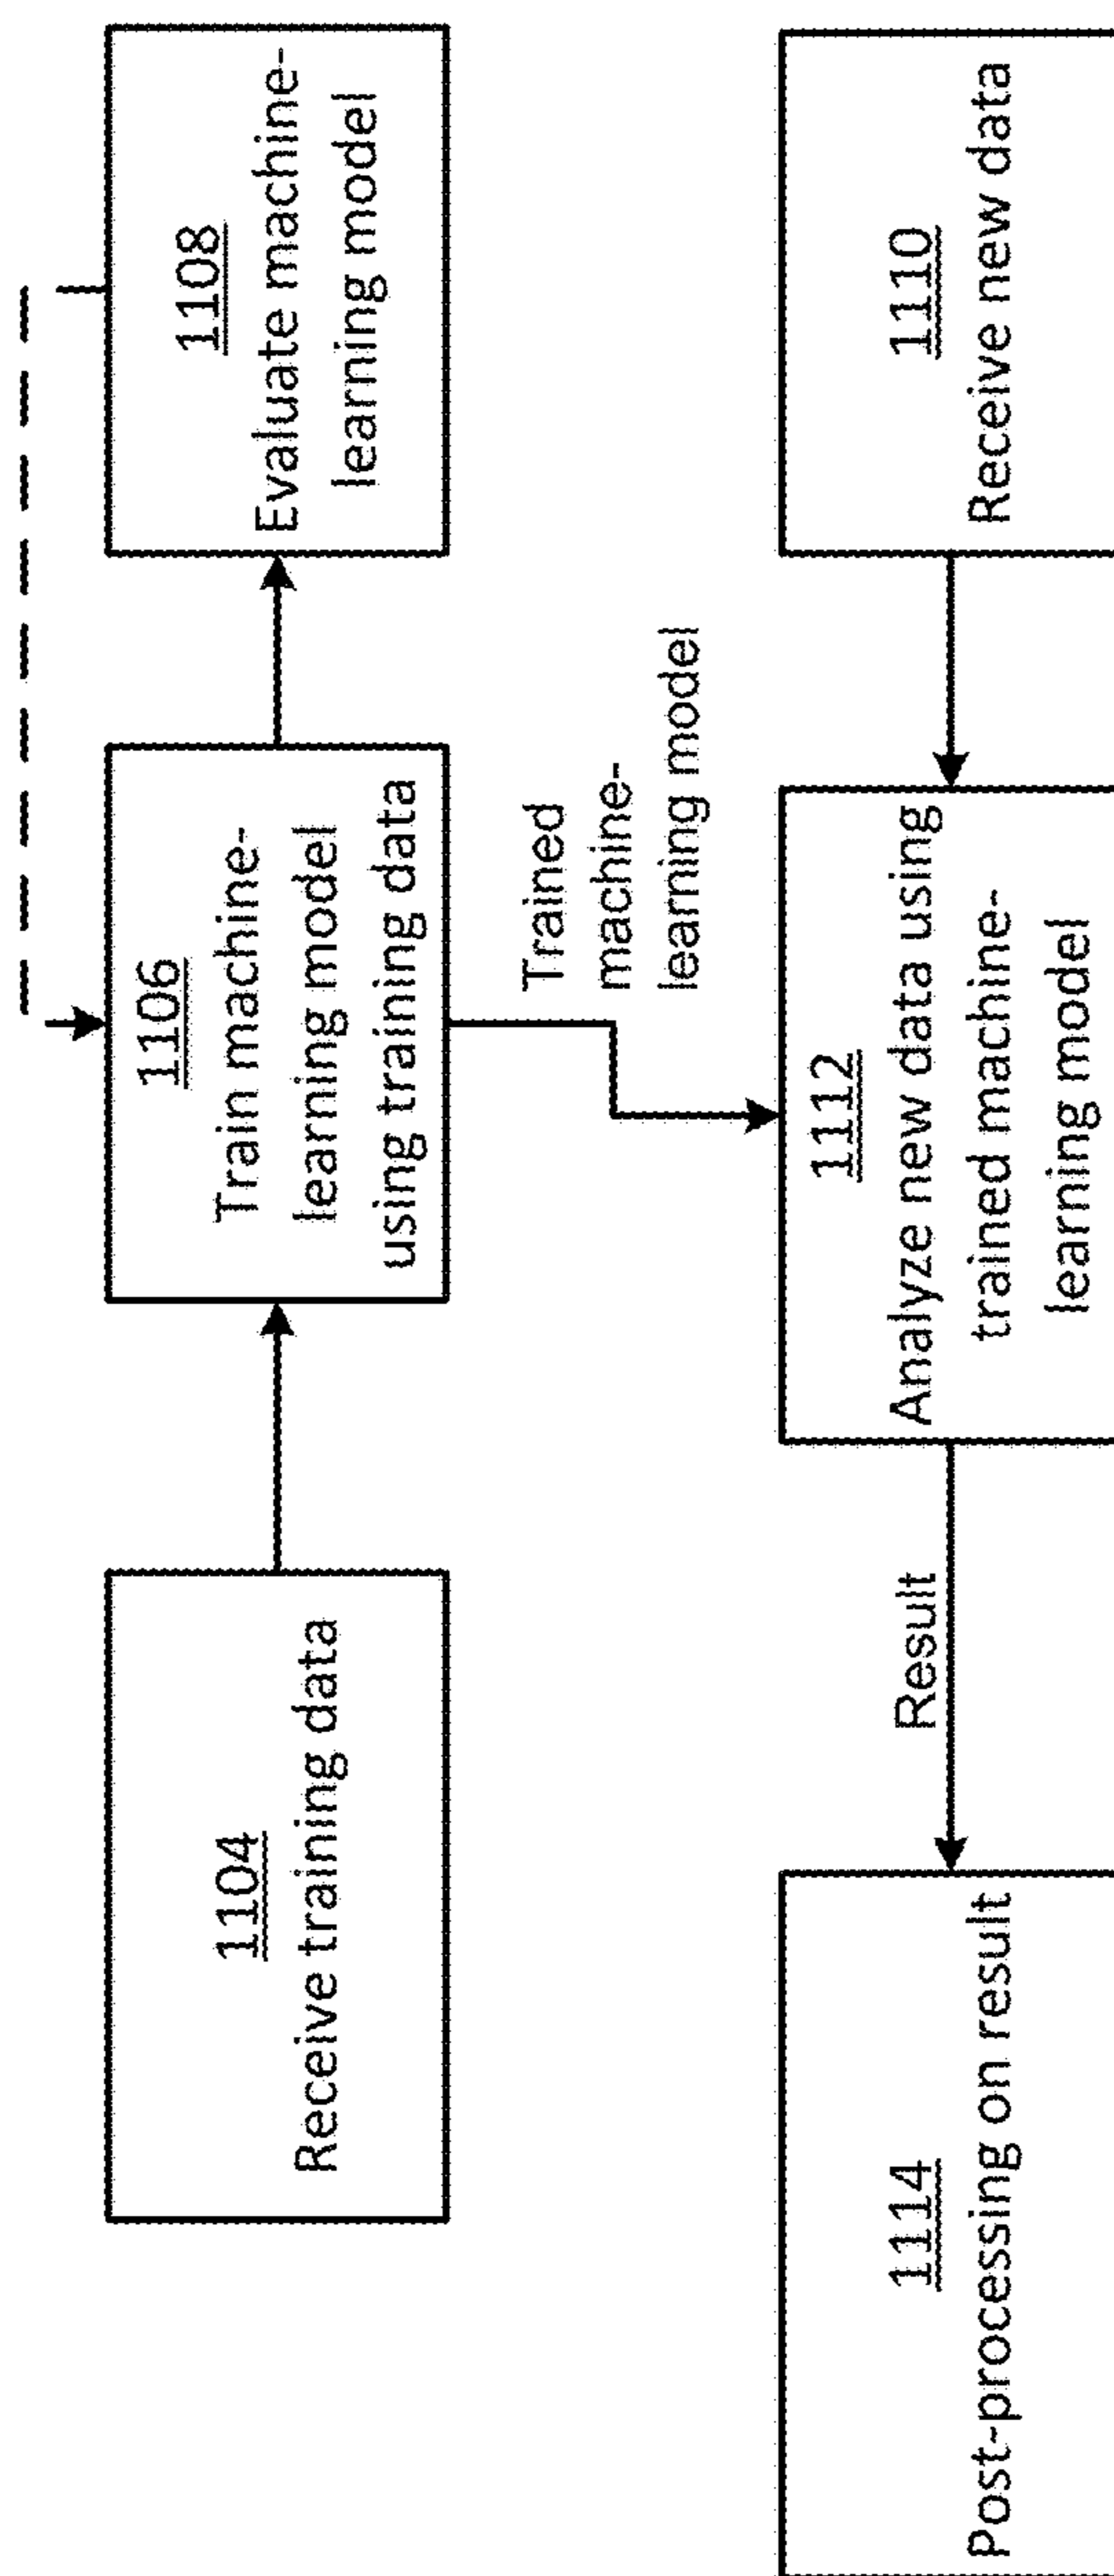 1104
Receive training data
1106
Train machine-
learning model
using training data
1108
Evaluate machine-
learning model
Trained
machine-
learning model
1114
Post-processing on result
Result
1112
Analyze new data using
trained machine-
learning model
1110
Receive new data